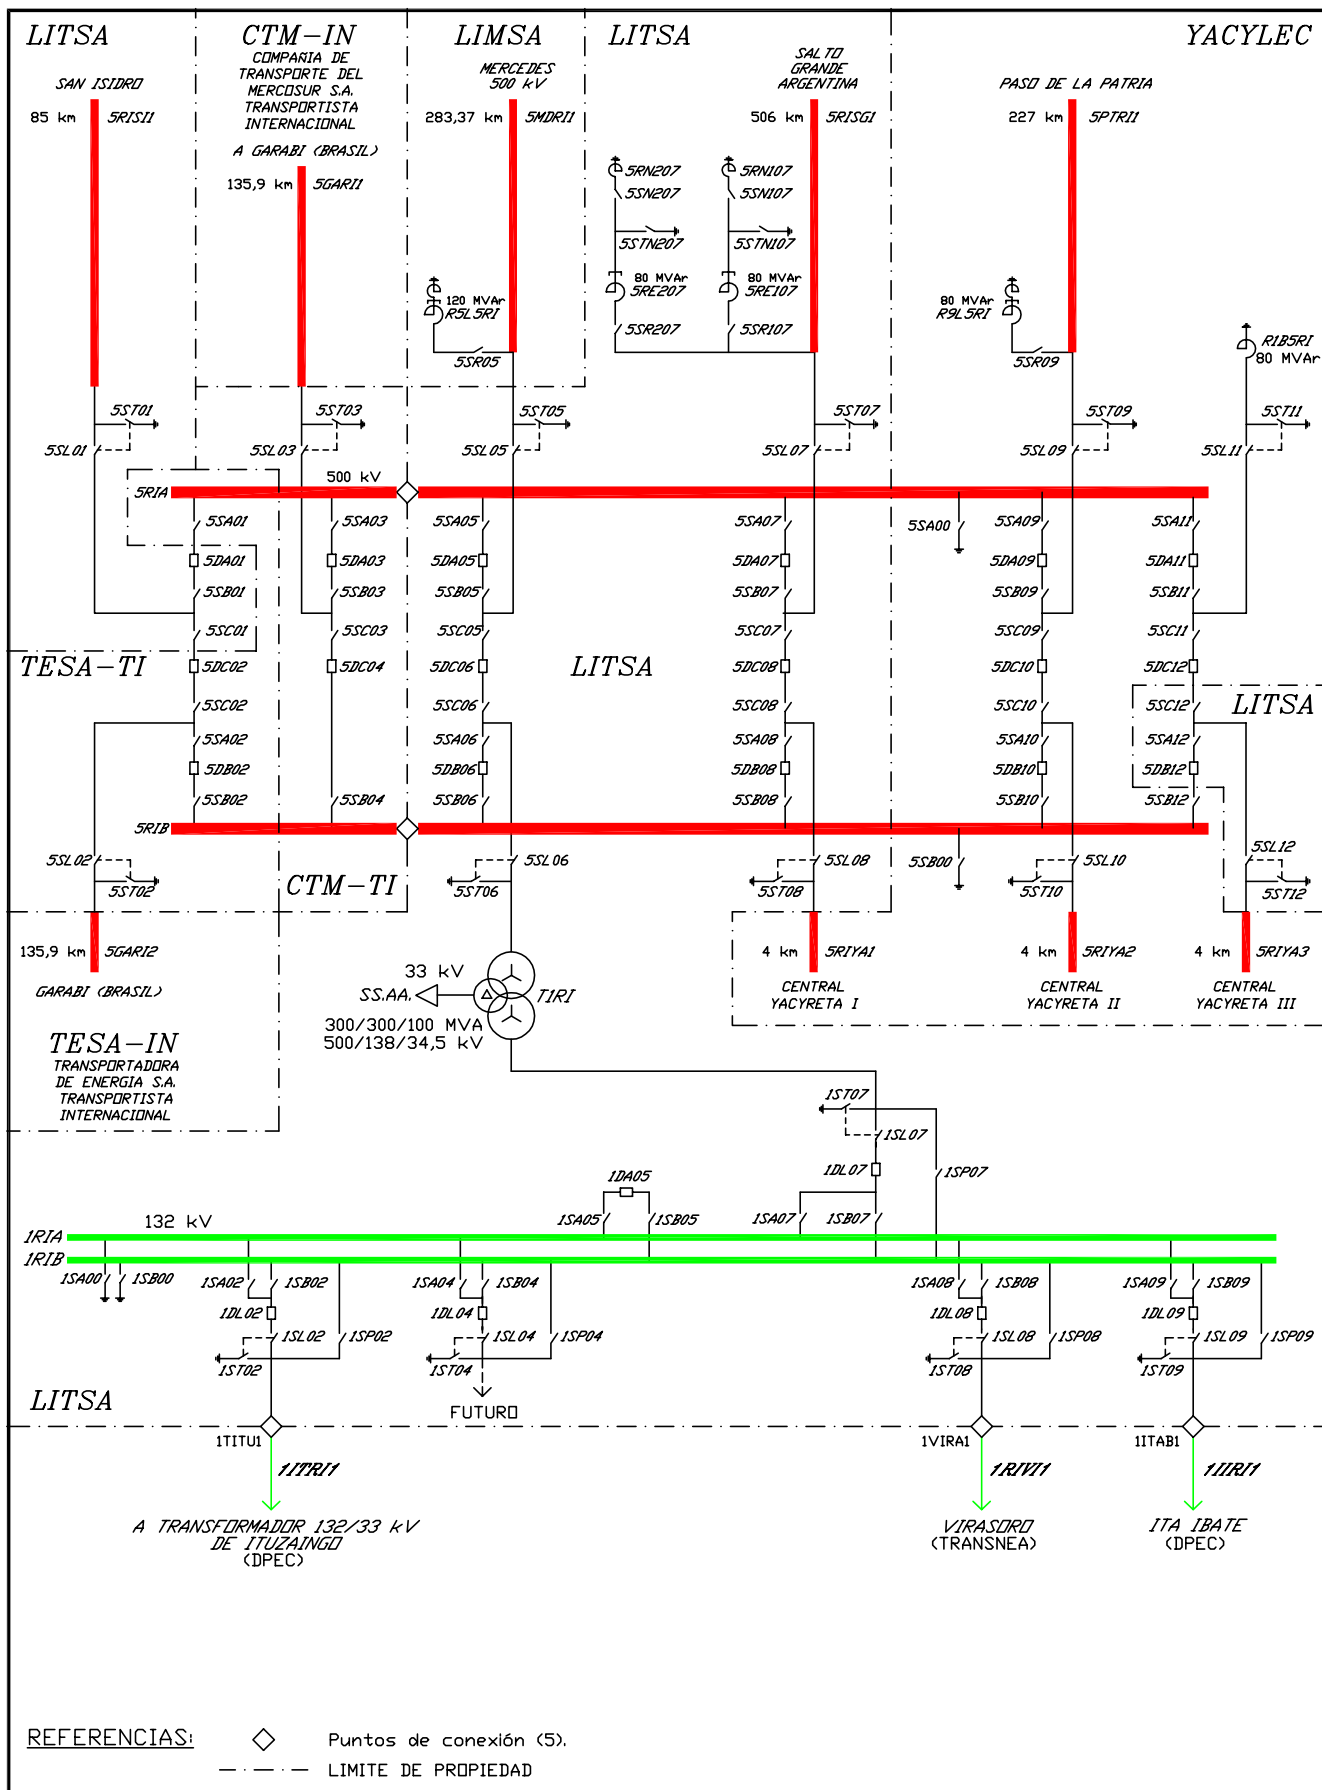 LITSA
CTM-IN
LIMSA
LITSA
YACYLEC
COMPAÑIA DE
TRANSPORTE DEL
MERCOSUR S.A.
TRANSPORTISTA
INTERNACIONAL
SAN ISIDRO
MERCEDES
500 kV
SALTO
GRANDE
ARGENTINA
PASO DE LA PATRIA
85 km 5RISI1
A GARABI (BRASIL)
135,9 km 5GARI1
283,37 km 5MDRI1
506 km 5RISG1
227 km 5PTRI1
5RN207
5RN107
5SN207
5SN107
5STN207
5STN107
80 MVAr
5RE207
80 MVAr
5RE107
120 MVAr
R5L5RI
80 MVAr
R9L5RI
5SR207
5SR107
5SR05
5SR09
R1B5RI
80 MVAr
5ST01
5ST03
5ST05
5ST07
5ST09
5ST11
5SL01
5SL03
5SL05
5SL07
5SL09
5SL11
500 kV
5RIA
5SA01
5SA03
5SA05
5SA07
5SA00
5SA09
5SA11
5DA01
5DA03
5DA05
5DA07
5DA09
5DA11
5SB01
5SB03
5SB05
5SB07
5SB09
5SB11
5SC01
5SC03
5SC05
5SC07
5SC09
5SC11
TESA-TI
LITSA
5DC02
5DC04
5DC06
5DC08
5DC10
5DC12
5SC02
5SC06
5SC08
5SC10
5SC12
LITSA
5SA02
5SA06
5SA08
5SA10
5SA12
5DB02
5DB06
5DB08
5DB10
5DB12
5SB02
5SB04
5SB06
5SB08
5SB10
5SB12
5RIB
5SL02
5SL06
5SL08
5SB00
5SL10
5SL12
5ST02
CTM-TI
5ST06
5ST08
5ST10
5ST12
135,9 km 5GARI2
4 km 5RIYA1
4 km 5RIYA2
4 km 5RIYA3
GARABI (BRASIL)
CENTRAL
YACYRETA I
CENTRAL
YACYRETA II
CENTRAL
YACYRETA III
33 kV
SS.AA.
T1RI
300/300/100 MVA
500/138/34,5 kV
TESA-IN
TRANSPORTADORA
DE ENERGIA S.A.
TRANSPORTISTA
INTERNACIONAL
1ST07
1SL07
1DL07
1SP07
1DA05
1SA05
1SB05
1SA07
1SB07
132 kV
1RIA
1RIB
1SA00
1SB00
1SA02
1SB02
1SA04
1SB04
1SA08
1SB08
1SA09
1SB09
1DL02
1DL04
1DL08
1DL09
1SL02
1SP02
1SL04
1SP04
1SL08
1SP08
1SL09
1SP09
1ST02
1ST04
1ST08
1ST09
LITSA
FUTURO
1TITU1
1VIRA1
1ITAB1
1ITRI1
1RIVI1
1IIRI1
A TRANSFORMADOR 132/33 kV
DE ITUZAINGO
(DPEC)
VIRASORO
(TRANSNEA)
ITA IBATE
(DPEC)
REFERENCIAS:
Puntos de conexión (5).
LIMITE DE PROPIEDAD